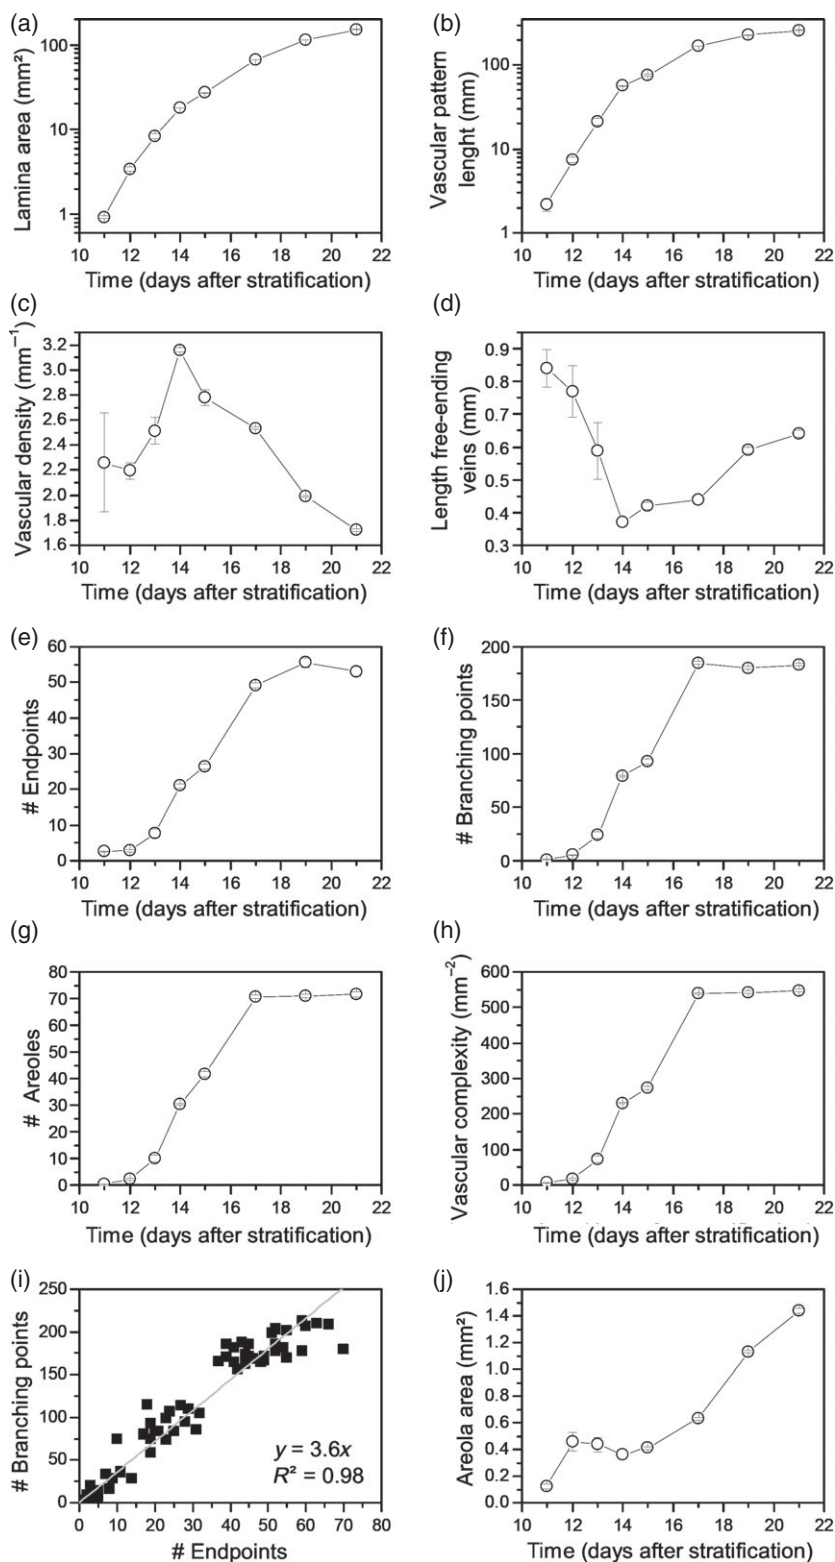 (a)
100
10
1
Lamina area (mm²)
10 12 14 16 18 20 22
Time (days after stratification)
(b)
100
10
1
Vascular pattern
lenght (mm)
10 12 14 16 18 20 22
Time (days after stratification)
(c)
3.2
3.0
2.8
2.6
2.4
2.2
2.0
1.8
1.6
Vascular density (mm⁻¹)
10 12 14 16 18 20 22
Time (days after stratification)
(d)
0.9
0.8
0.7
0.6
0.5
0.4
0.3
Length free-ending
veins (mm)
10 12 14 16 18 20 22
Time (days after stratification)
(e)
60
50
40
30
20
10
0
# Endpoints
10 12 14 16 18 20 22
Time (days after stratification)
(f)
200
150
100
50
0
# Branching points
10 12 14 16 18 20 22
Time (days after stratification)
(g)
80
70
60
50
40
30
20
10
0
# Areoles
10 12 14 16 18 20 22
Time (days after stratification)
(h)
600
500
400
300
200
100
0
Vascular complexity (mm⁻²)
10 12 14 16 18 20 22
Time (days after stratification)
(i)
250
200
150
100
50
0
# Branching points
y = 3.6x
R² = 0.98
0 10 20 30 40 50 60 70 80
# Endpoints
(j)
1.6
1.4
1.2
1.0
0.8
0.6
0.4
0.2
0.0
Areola area (mm²)
10 12 14 16 18 20 22
Time (days after stratification)